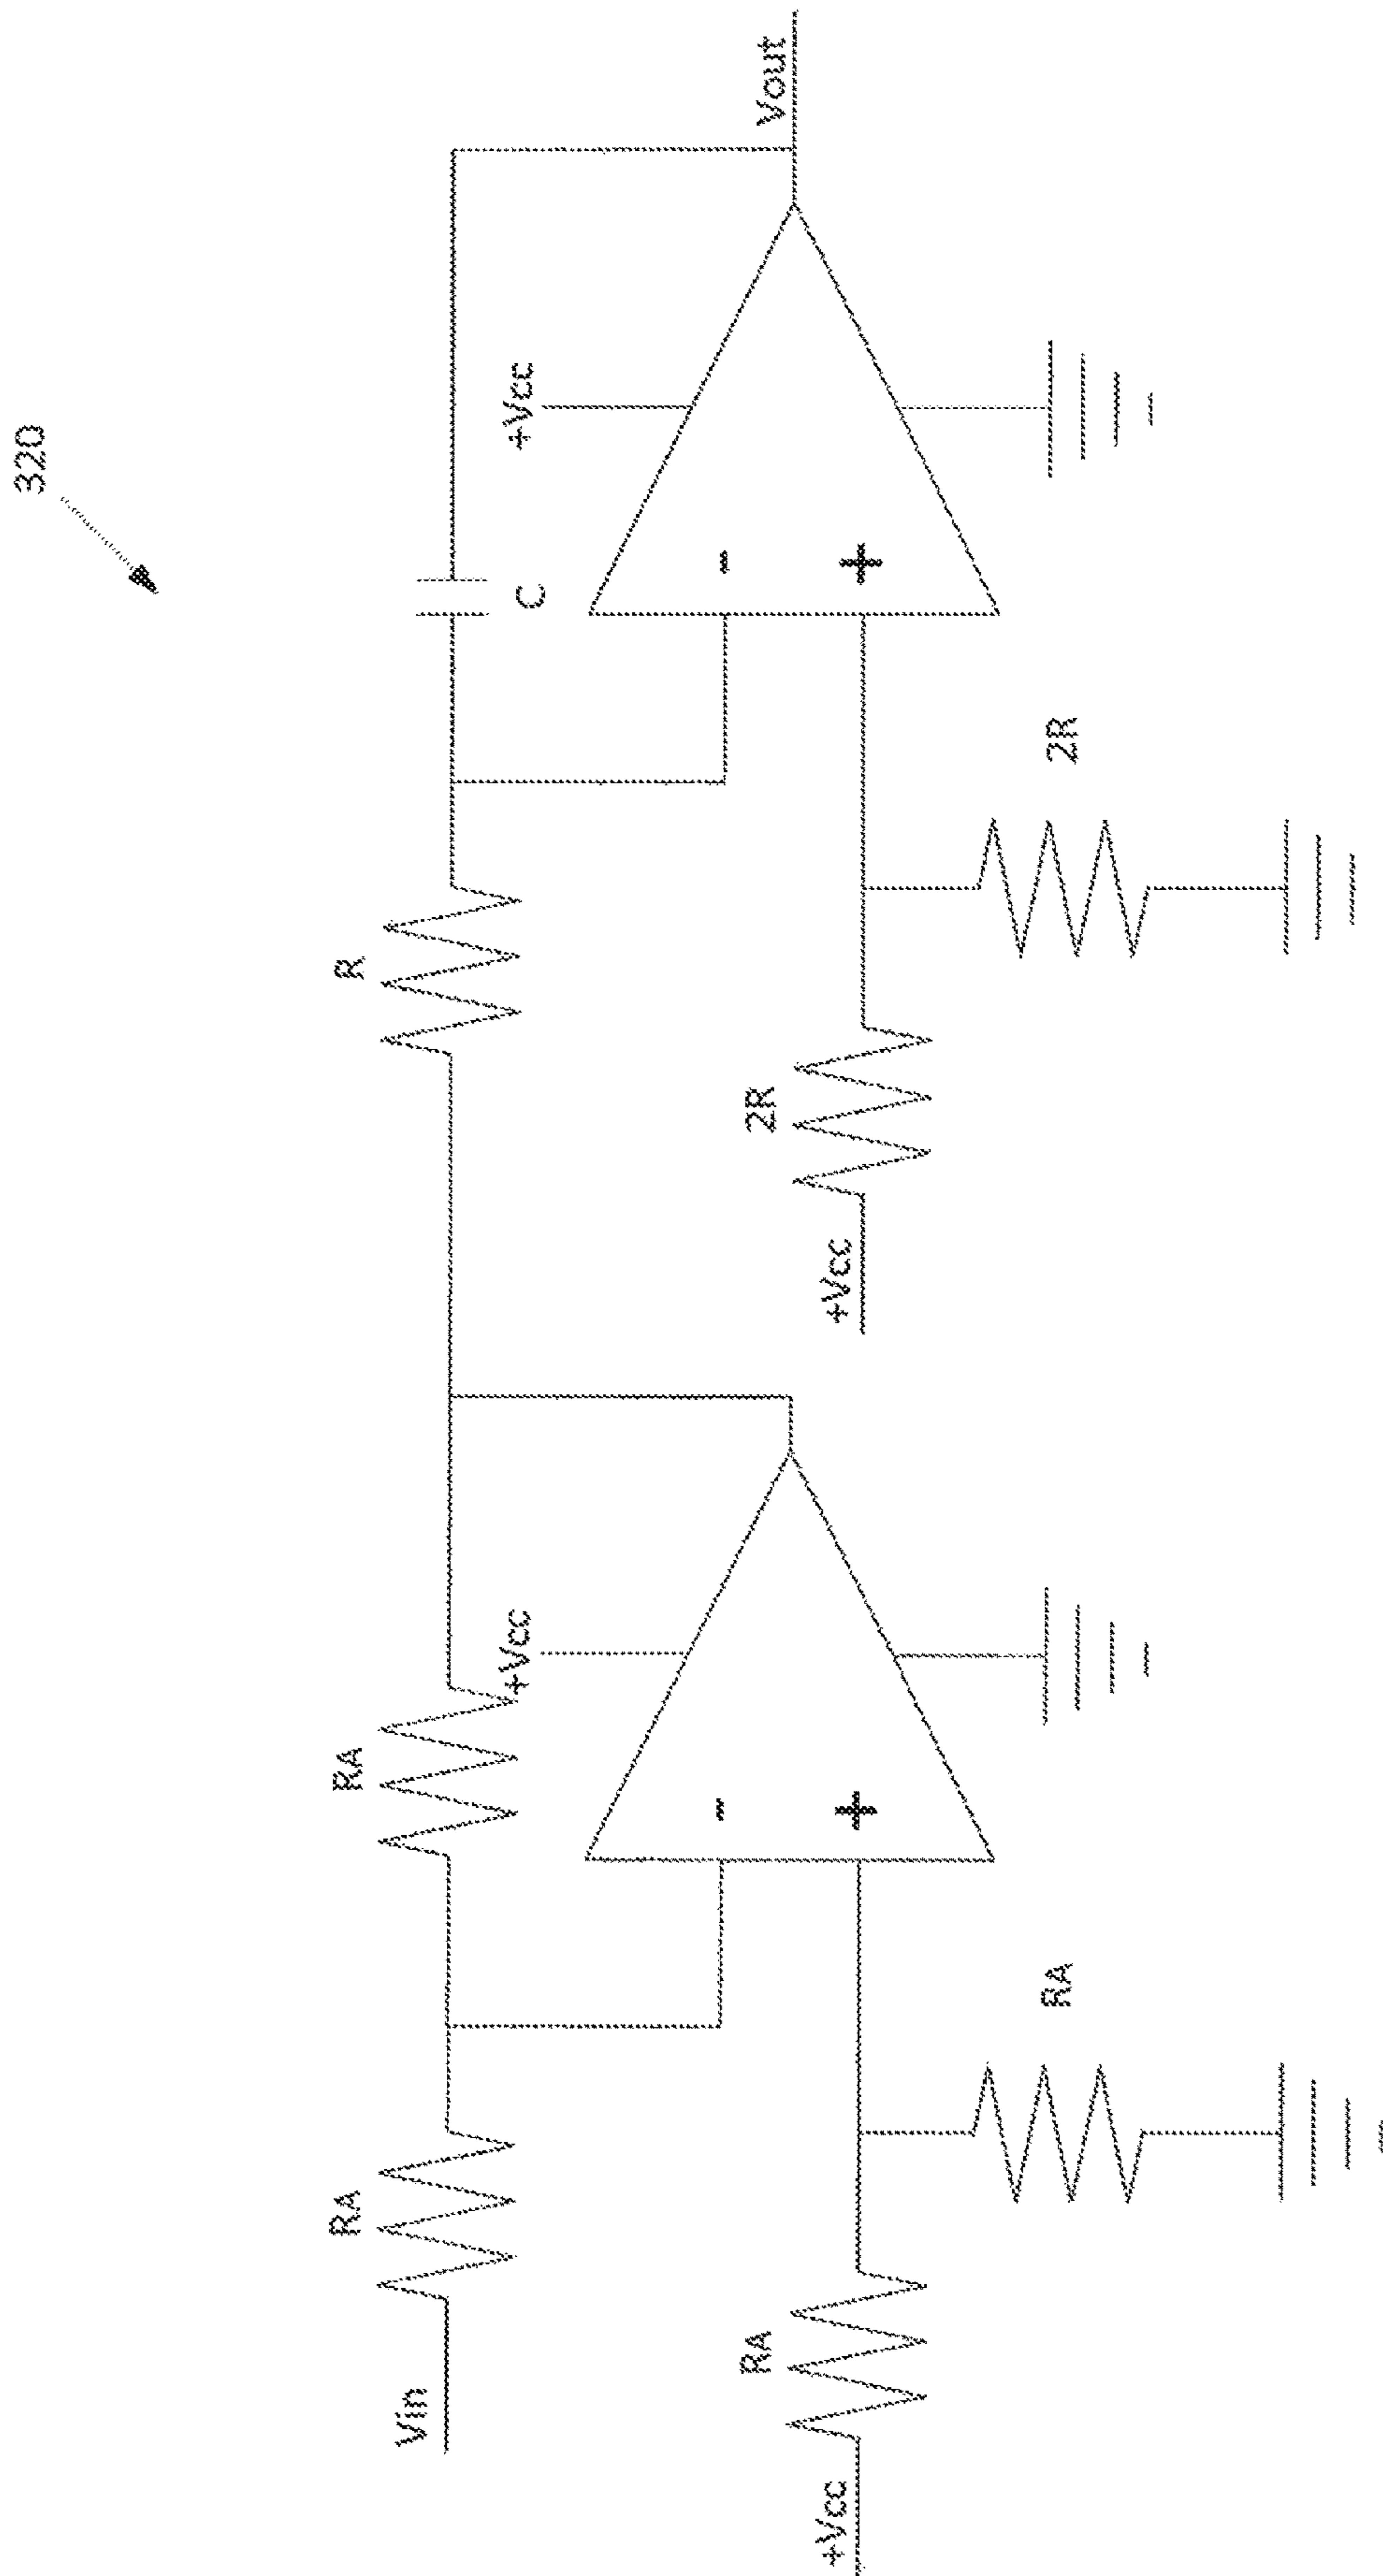 320
Vin
RA
RA
R
C
+Vcc
+Vcc
-
-
Vout
+Vcc
RA
+
+Vcc
2R
+
RA
2R